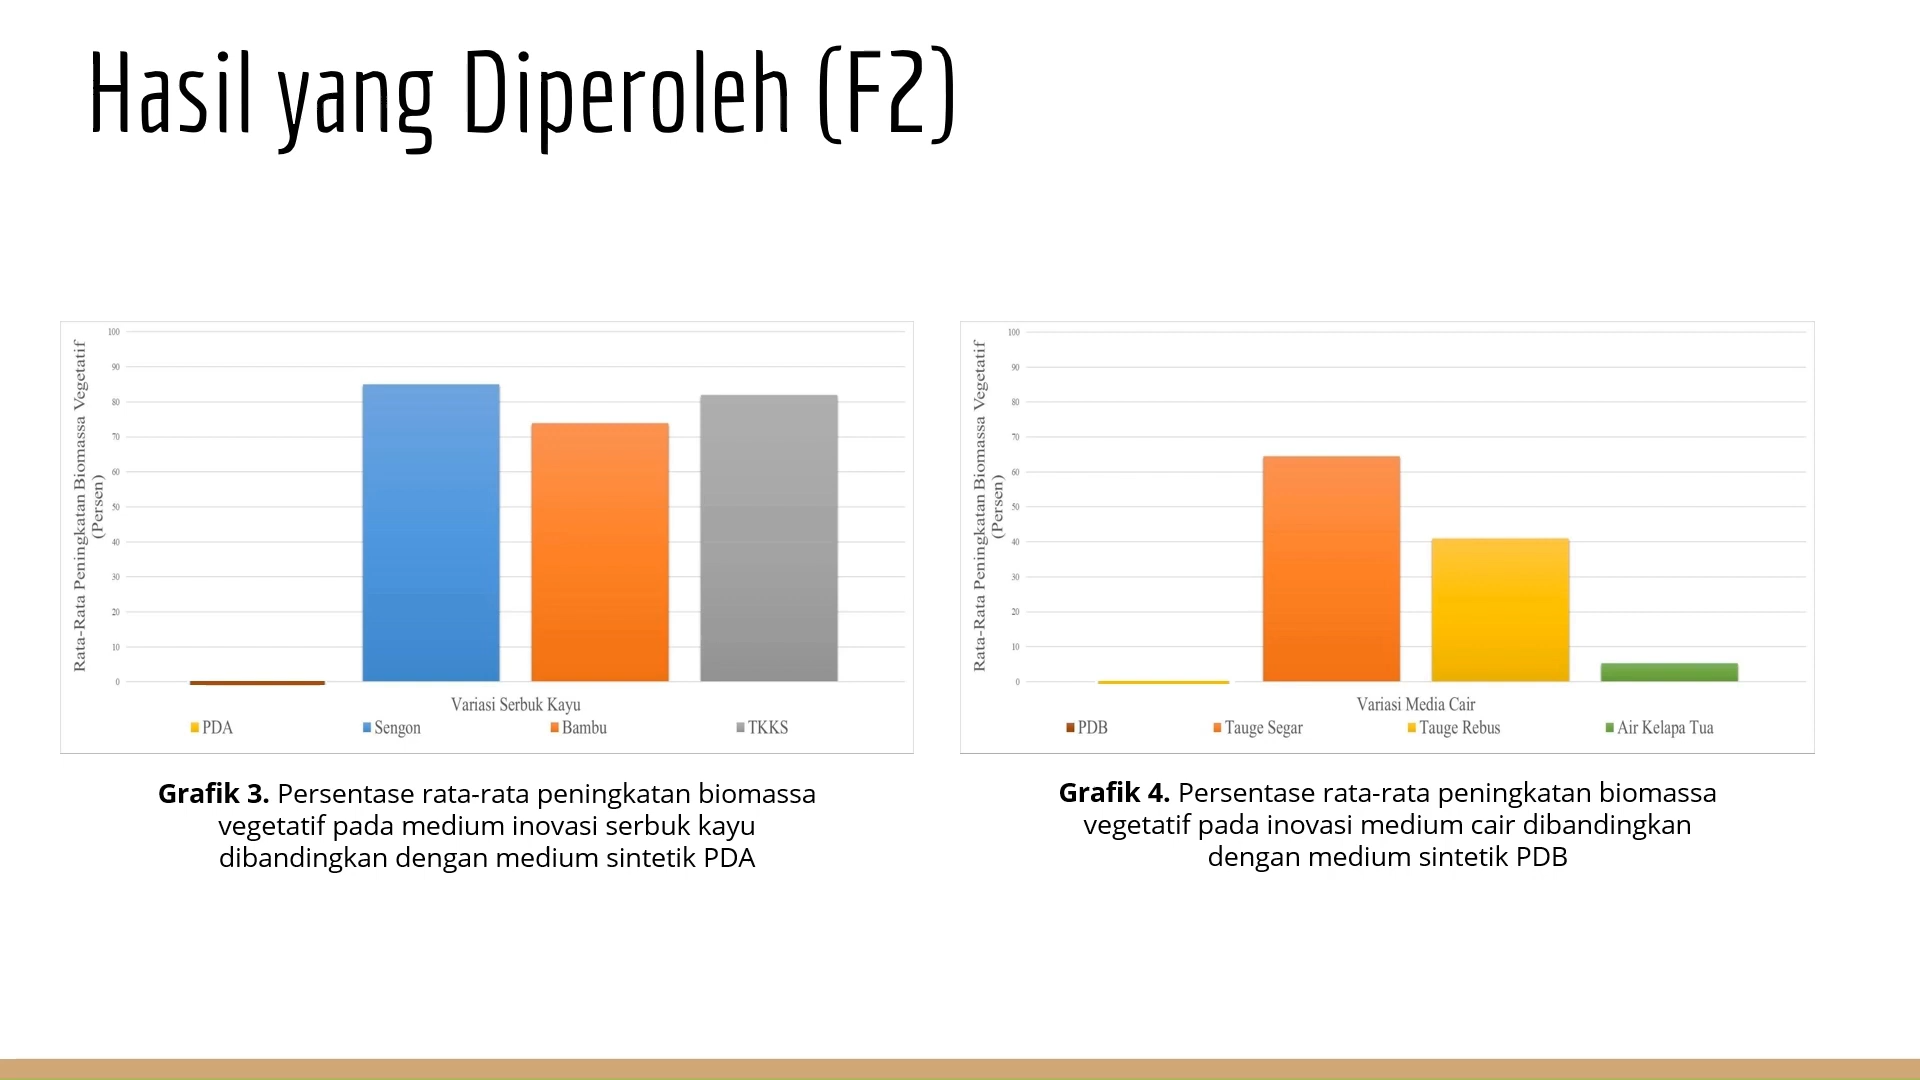 Hasil yang Diperoleh (F2)
Rata-Rata Peningkatan Biomassa Vegetatif
(Persen)
100
90
80
70
60
50
40
30
20
10
0
Variasi Serbuk Kayu
PDA Sengon Bambu TKKS
Grafik 3. Persentase rata-rata peningkatan biomassa
vegetatif pada medium inovasi serbuk kayu
dibandingkan dengan medium sintetik PDA
Rata-Rata Peningkatan Biomassa Vegetatif
(Persen)
100
90
80
70
60
50
40
30
20
10
0
Variasi Media Cair
PDB Tauge Segar Tauge Rebus Air Kelapa Tua
Grafik 4. Persentase rata-rata peningkatan biomassa
vegetatif pada inovasi medium cair dibandingkan
dengan medium sintetik PDB